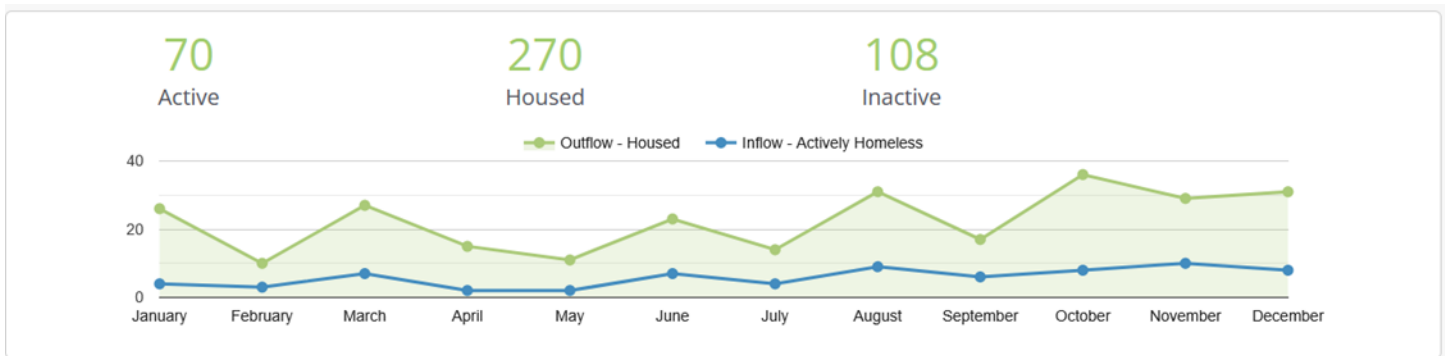 70 270 108
Active Housed Inactive
Outflow - Housed Inflow - Actively Homeless
40
20
0
January February March April May June July August September October November December